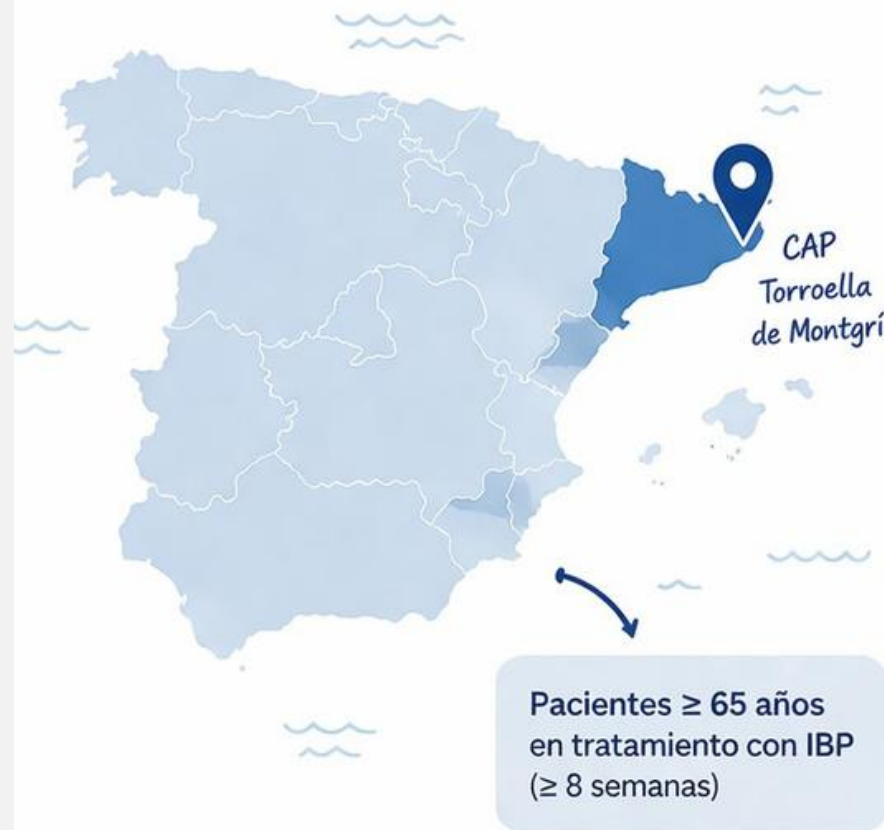 CAP
Torroella
de Montgrí
Pacientes ≥ 65 años
en tratamiento con IBP
(≥ 8 semanas)